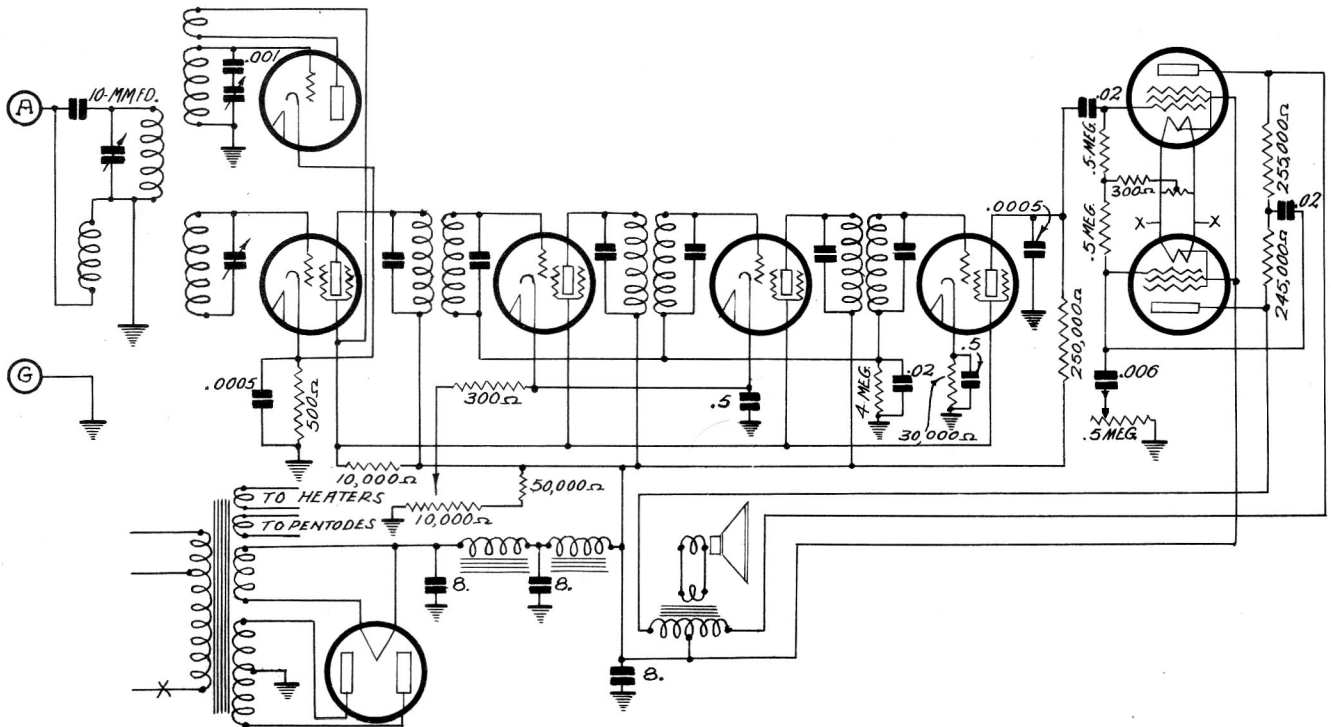 .001
A
10-MMFD.
.02
.5 MEG.
255,000Ω
300Ω
.02
.0005
X
X
.5 MEG.
245,000Ω
250,000Ω
G
.0005
500Ω
300Ω
.5
4 MEG.
.02
.5
30,000Ω
.006
.5 MEG.
10,000Ω
50,000Ω
TO HEATERS
10,000Ω
TO PENTODES
8.
8.
X
8.